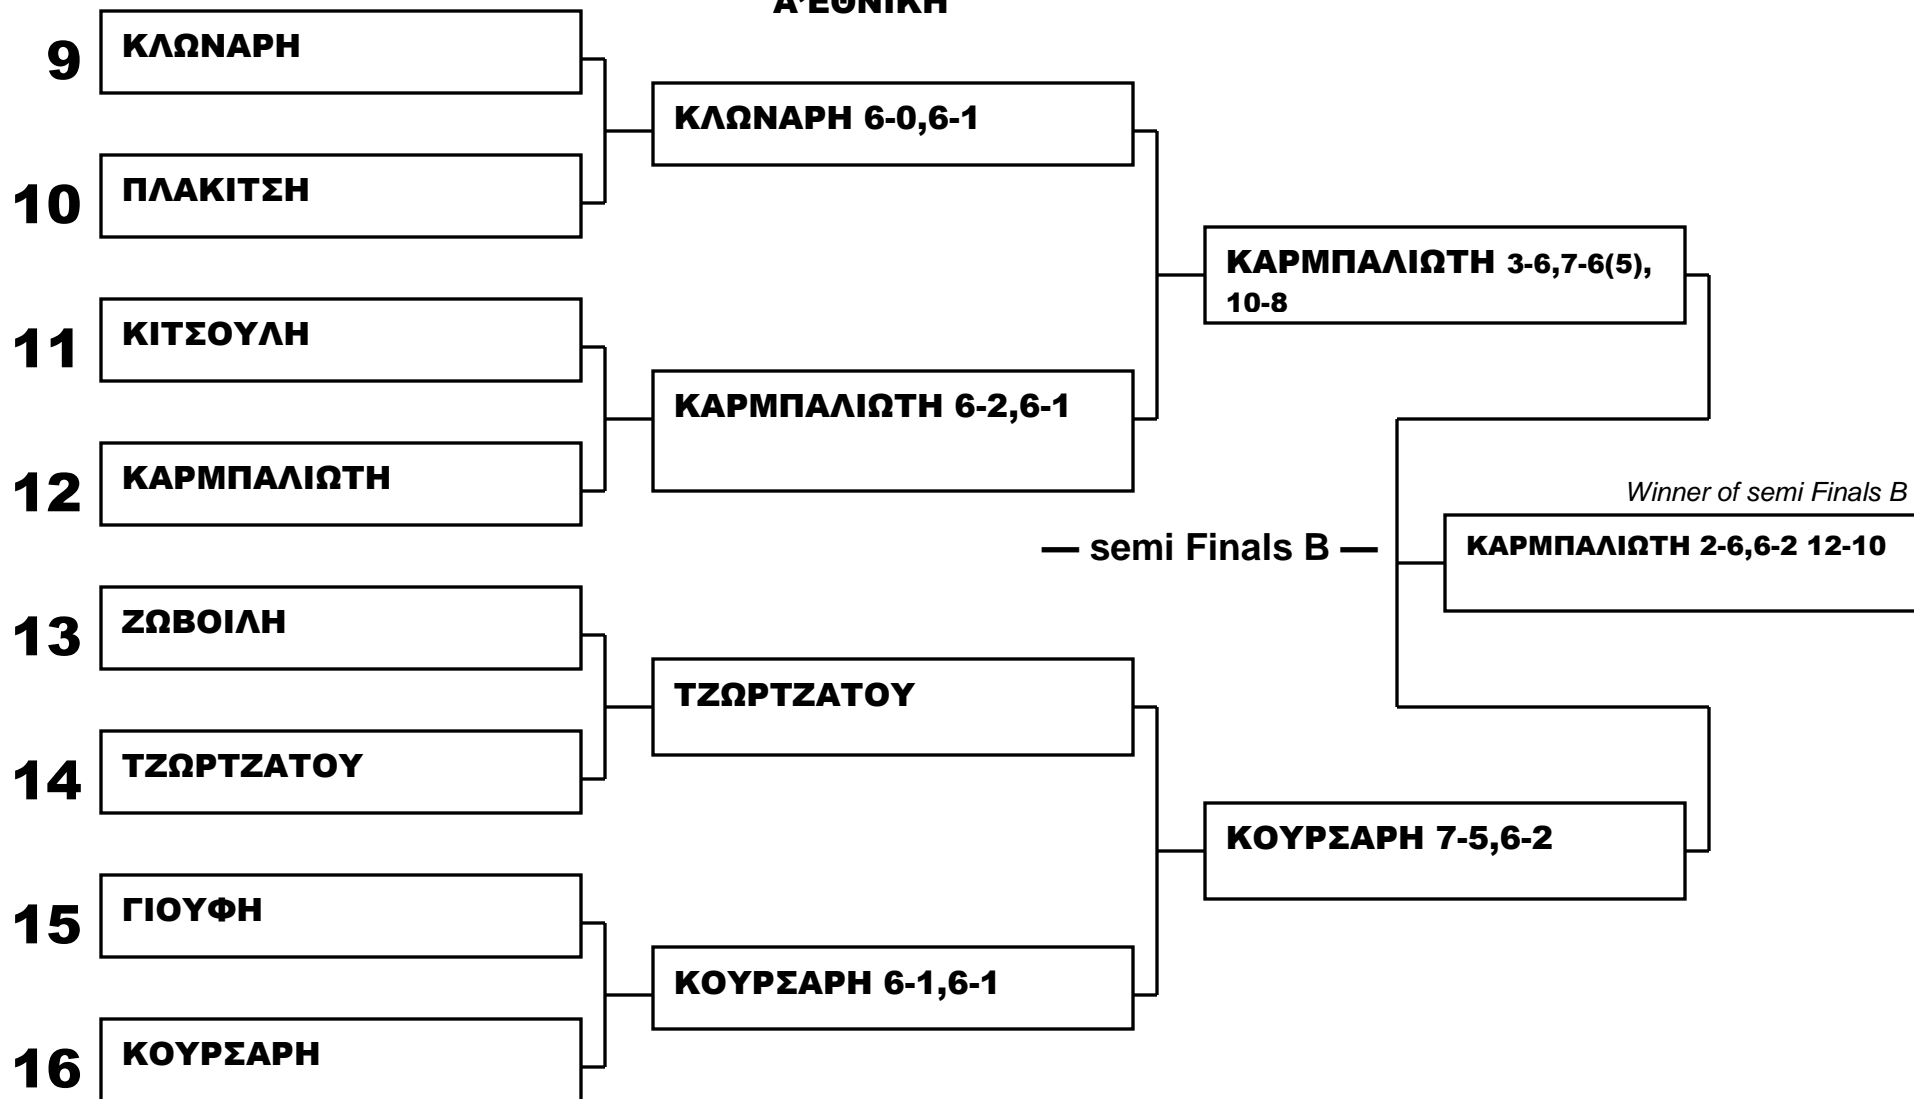 Α'ΕΘΝΙΚΗ
9 ΚΛΩΝΑΡΗ
ΚΛΩΝΑΡΗ 6-0,6-1
10 ΠΛΑΚΙΤΣΗ
ΚΑΡΜΠΑΛΙΩΤΗ 3-6,7-6(5),
10-8
11 ΚΙΤΣΟΥΛΗ
ΚΑΡΜΠΑΛΙΩΤΗ 6-2,6-1
12 ΚΑΡΜΠΑΛΙΩΤΗ
Winner of semi Finals B
— semi Finals B —
ΚΑΡΜΠΑΛΙΩΤΗ 2-6,6-2 12-10
13 ΖΩΒΟΙΛΗ
ΤΖΩΡΤΖΑΤΟΥ
14 ΤΖΩΡΤΖΑΤΟΥ
ΚΟΥΡΣΑΡΗ 7-5,6-2
15 ΓΙΟΥΦΗ
ΚΟΥΡΣΑΡΗ 6-1,6-1
16 ΚΟΥΡΣΑΡΗ